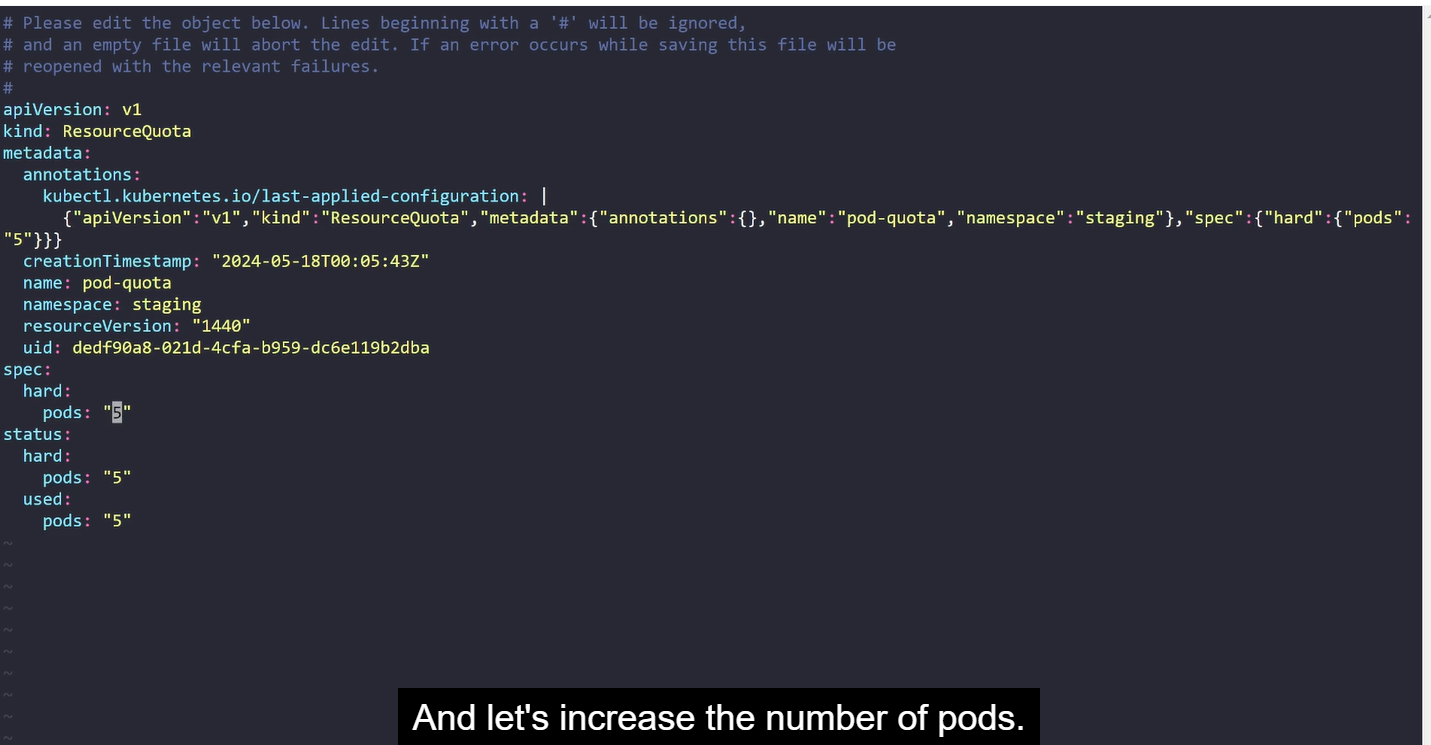 # Please edit the object below. Lines beginning with a '#' will be ignored,
# and an empty file will abort the edit. If an error occurs while saving this file will be
# reopened with the relevant failures.
#
apiVersion: v1
kind: ResourceQuota
metadata:
  annotations:
    kubectl.kubernetes.io/last-applied-configuration: |
      {"apiVersion":"v1","kind":"ResourceQuota","metadata":{"annotations":{},"name":"pod-quota","namespace":"staging"},"spec":{"hard":{"pods":
"5"}}}
  creationTimestamp: "2024-05-18T00:05:43Z"
  name: pod-quota
  namespace: staging
  resourceVersion: "1440"
  uid: dedf90a8-021d-4cfa-b959-dc6e119b2dba
spec:
  hard:
    pods: "5"
status:
  hard:
    pods: "5"
  used:
    pods: "5"
~
~
~
~
~
~
~
~
~
~
And let's increase the number of pods.